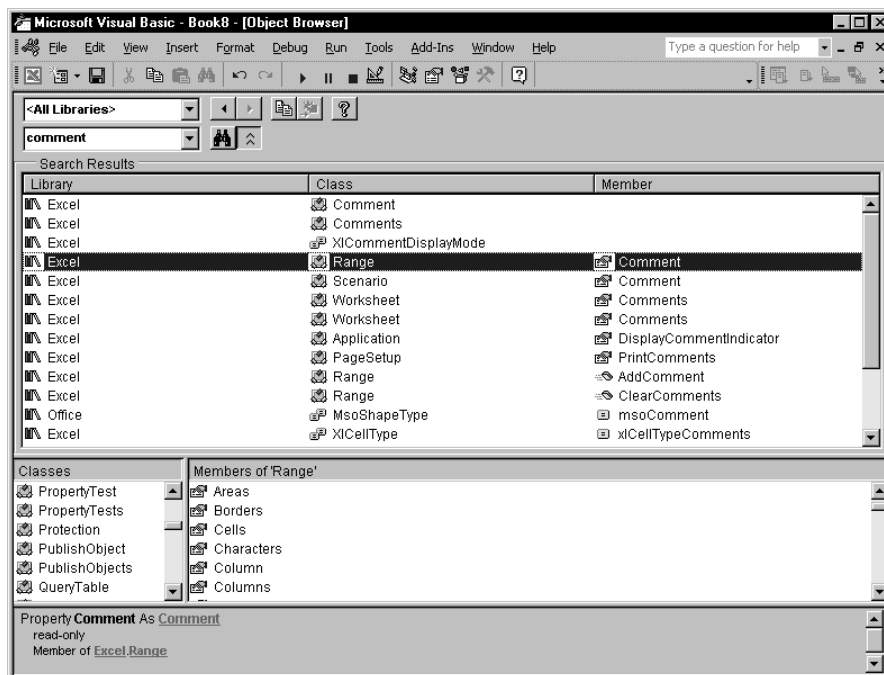 Microsoft Visual Basic - Book8 - [Object Browser]
File Edit View Insert Format Debug Run Tools Add-Ins Window Help Type a question for help
<All Libraries>
comment
Search Results
Library Class Member
Excel Comment
Excel Comments
Excel XlCommentDisplayMode
Excel Range Comment
Excel Scenario Comment
Excel Worksheet Comments
Excel Worksheet Comments
Excel Application DisplayCommentIndicator
Excel PageSetup PrintComments
Excel Range AddComment
Excel Range ClearComments
Office MsoShapeType msoComment
Excel XlCellType xlCellTypeComments
Classes Members of 'Range'
PropertyTest Areas
PropertyTests Borders
Protection Cells
PublishObject Characters
PublishObjects Column
QueryTable Columns
Property Comment As Comment
read-only
Member of Excel.Range